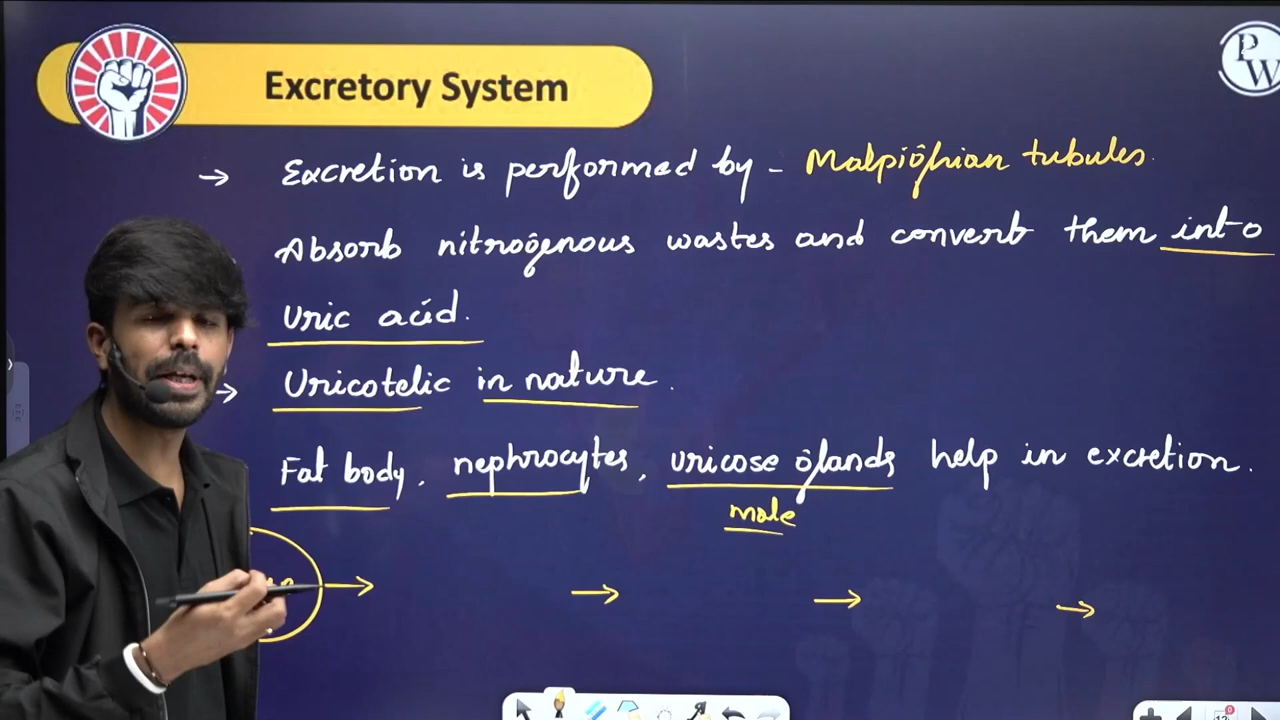 Excretory System
P
W
→ Excretion is performed by - Malpighian tubules.
Absorb nitrogenous wastes and convert them into
Uric acid.
→ Uricotelic in nature.
Fat body, nephrocytes, uricose glands help in excretion.
male
→ → → →